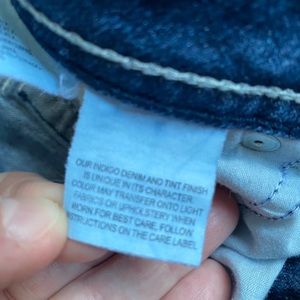 OUR INDIGO DENIM AND TINT FINISH
IS UNIQUE IN ITS CHARACTER.
COLOR MAY TRANSFER ONTO LIGHT
FABRICS OR UPHOLSTERY WHEN
WORN FOR BEST CARE, FOLLOW
INSTRUCTIONS ON THE CARE LABEL